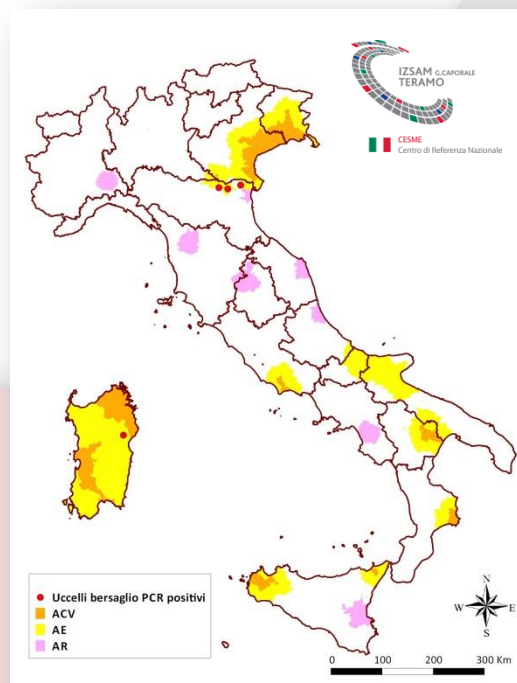 IZSAM G.CAPORALE
TERAMO
CESME
Centro di Referenza Nazionale
Uccelli bersaglio PCR positivi
ACV
AE
AR
N
W E
S
0 100 200 300 Km